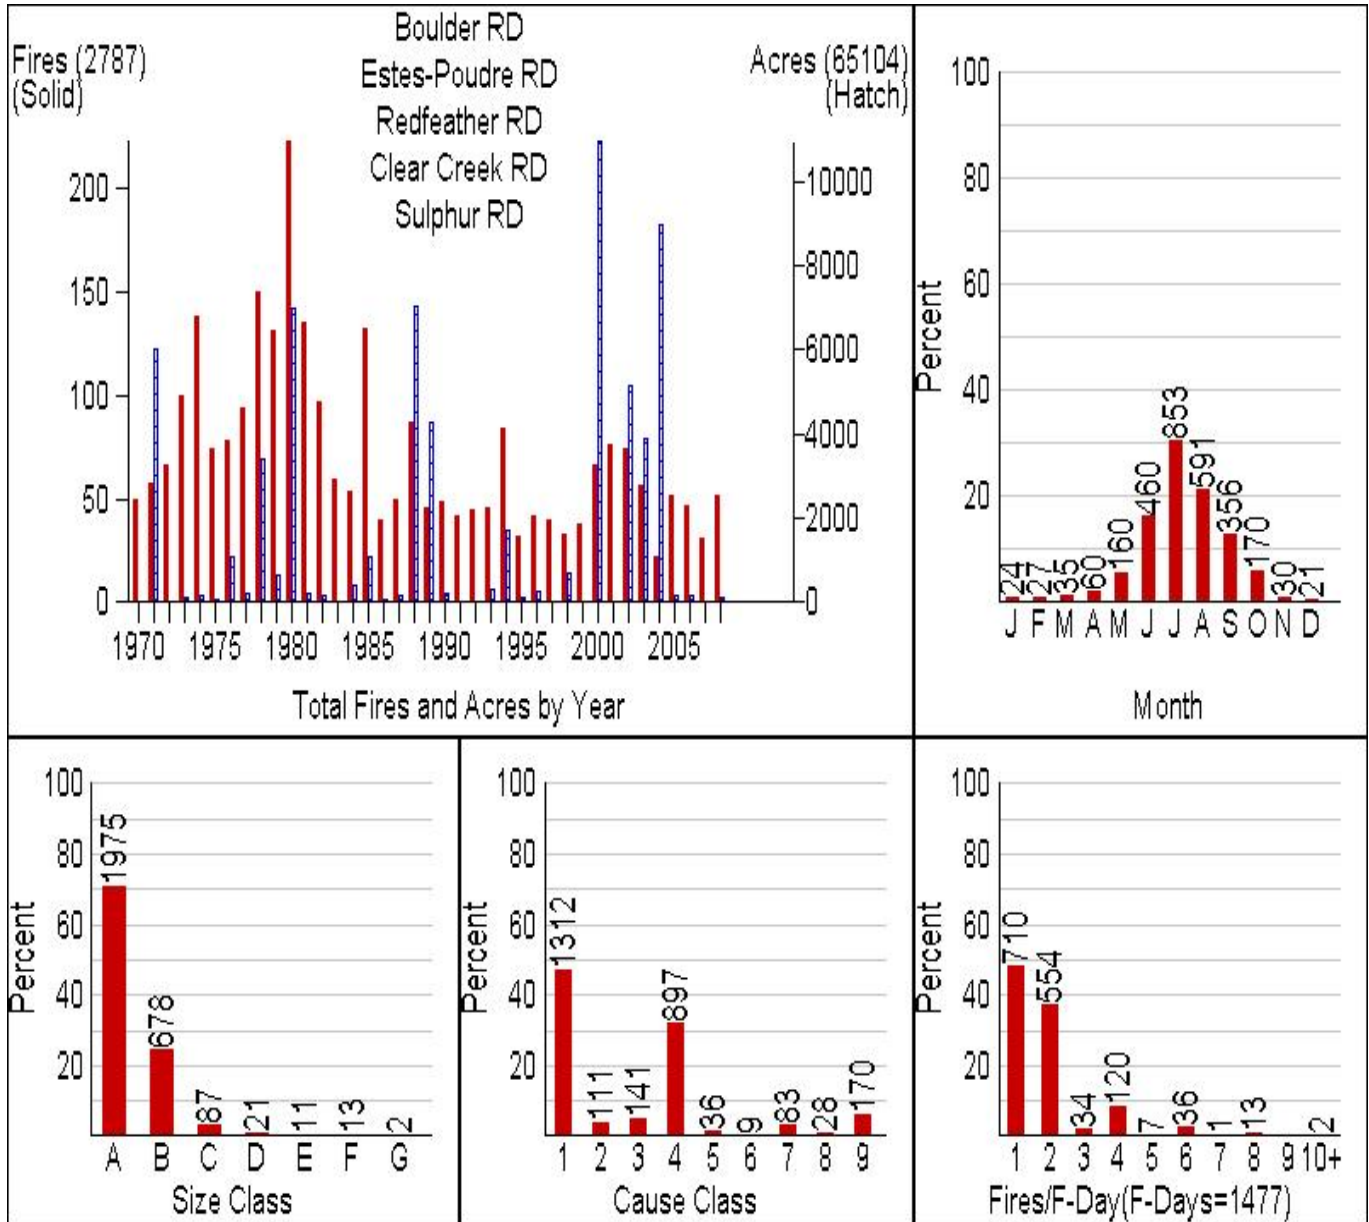 Boulder RD
Estes-Poudre RD
Redfeather RD
Clear Creek RD
Sulphur RD
Fires (2787)
(Solid)
Acres (65104)
(Hatch)
200
150
100
50
0
10000
8000
6000
4000
2000
0
1970 1975 1980 1985 1990 1995 2000 2005
Total Fires and Acres by Year
Percent
100
80
60
40
20
24 27 35 60 160 460 853 591 356 170 30 21
J F M A M J J A S O N D
Month
Percent
100
80
60
40
20
1975 678 87 21 11 13 2
A B C D E F G
Size Class
Percent
100
80
60
40
20
1312 111 141 897 36 9 83 28 170
1 2 3 4 5 6 7 8 9
Cause Class
Percent
100
80
60
40
20
710 554 34 120 7 36 1 13 2
1 2 3 4 5 6 7 8 9 10+
Fires/F-Day(F-Days=1477)